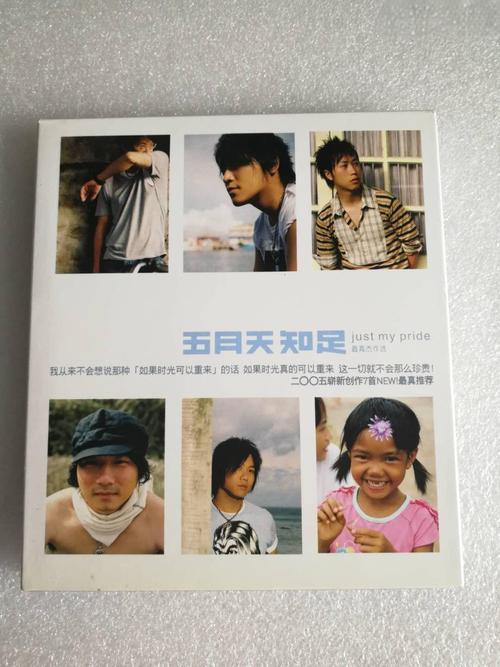 五月天知足 just my pride
最真杰作选
我从来不会想说那种「如果时光可以重来」的话 如果时光真的可以重来 这一切就不会那么珍贵!
二〇〇五崭新创作7首NEW!最真推荐